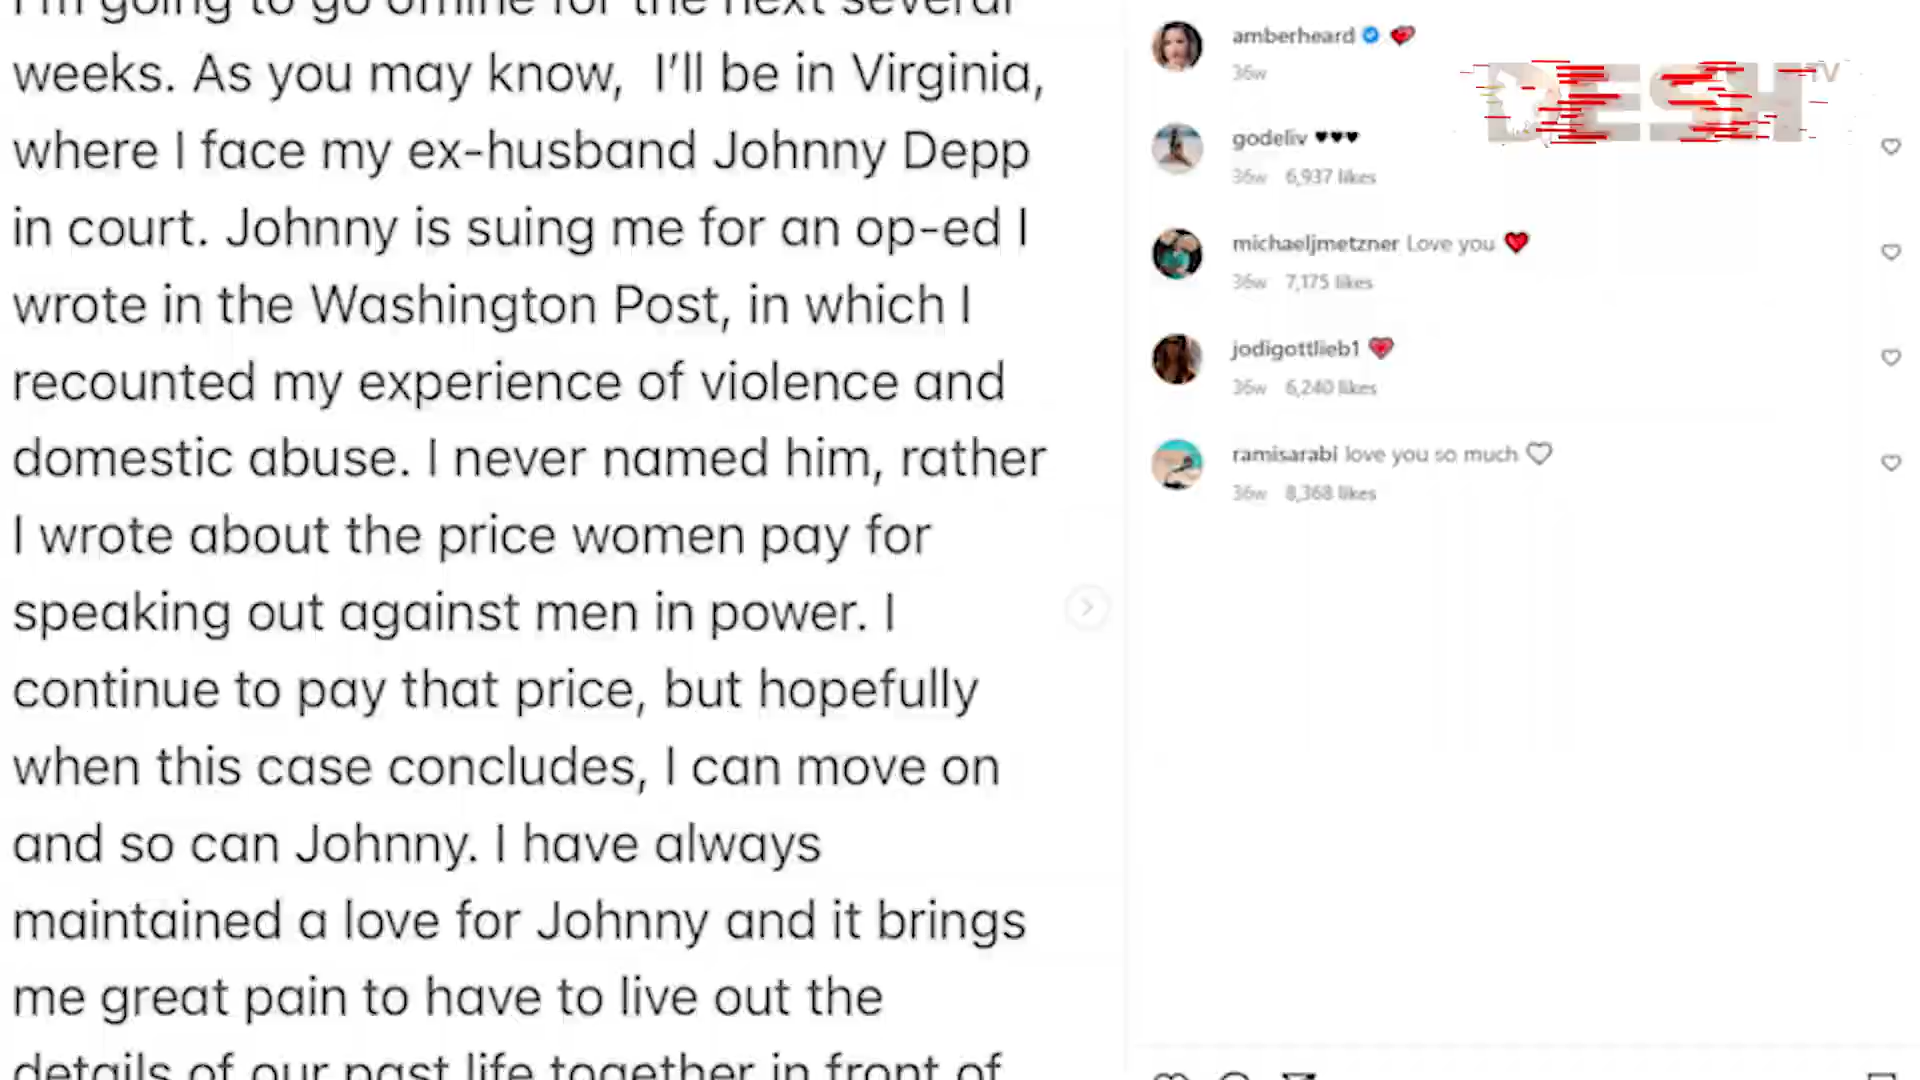 I'm going to go offline for the next several
weeks. As you may know, I'll be in Virginia,
where I face my ex-husband Johnny Depp
in court. Johnny is suing me for an op-ed I
wrote in the Washington Post, in which I
recounted my experience of violence and
domestic abuse. I never named him, rather
I wrote about the price women pay for
speaking out against men in power. I
continue to pay that price, but hopefully
when this case concludes, I can move on
and so can Johnny. I have always
maintained a love for Johnny and it brings
me great pain to have to live out the
details of our past life together in front of
amberheard ❤️
36w
DESH TV
godeliv ♥♥♥
36w 6,937 likes
michaeljmetzner Love you ❤️
36w 7,175 likes
jodigottlieb1 ❤️
36w 6,240 likes
ramisarabi love you so much 🤍
36w 8,368 likes